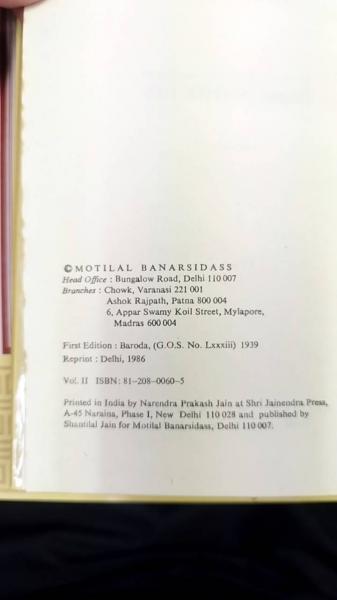 © MOTILAL BANARSIDASS
Head Office : Bungalow Road, Delhi 110 007
Branches : Chowk, Varanasi 221 001
Ashok Rajpath, Patna 800 004
6, Appar Swamy Koil Street, Mylapore,
Madras 600 004
First Edition : Baroda, (G.O.S. No. Lxxxiii) 1939
Reprint : Delhi, 1986
Vol. II ISBN: 81-208-0060-5
Printed in India by Narendra Prakash Jain at Shri Jainendra Press,
A-45 Naraina, Phase I, New Delhi 110 028 and published by
Shantilal Jain for Motilal Banarsidass, Delhi 110 007.